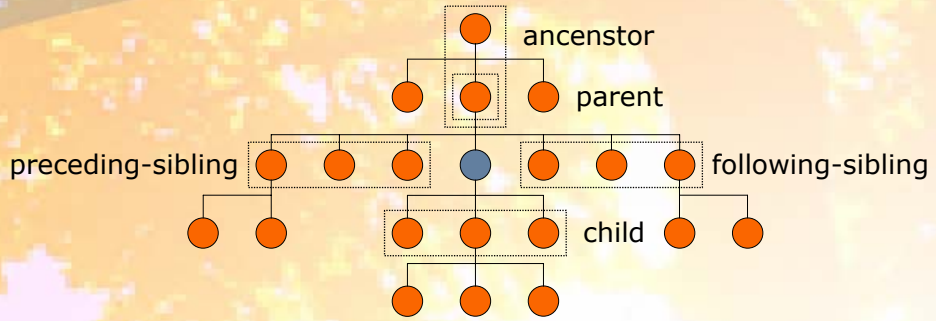 ancenstor
parent
preceding-sibling
following-sibling
child